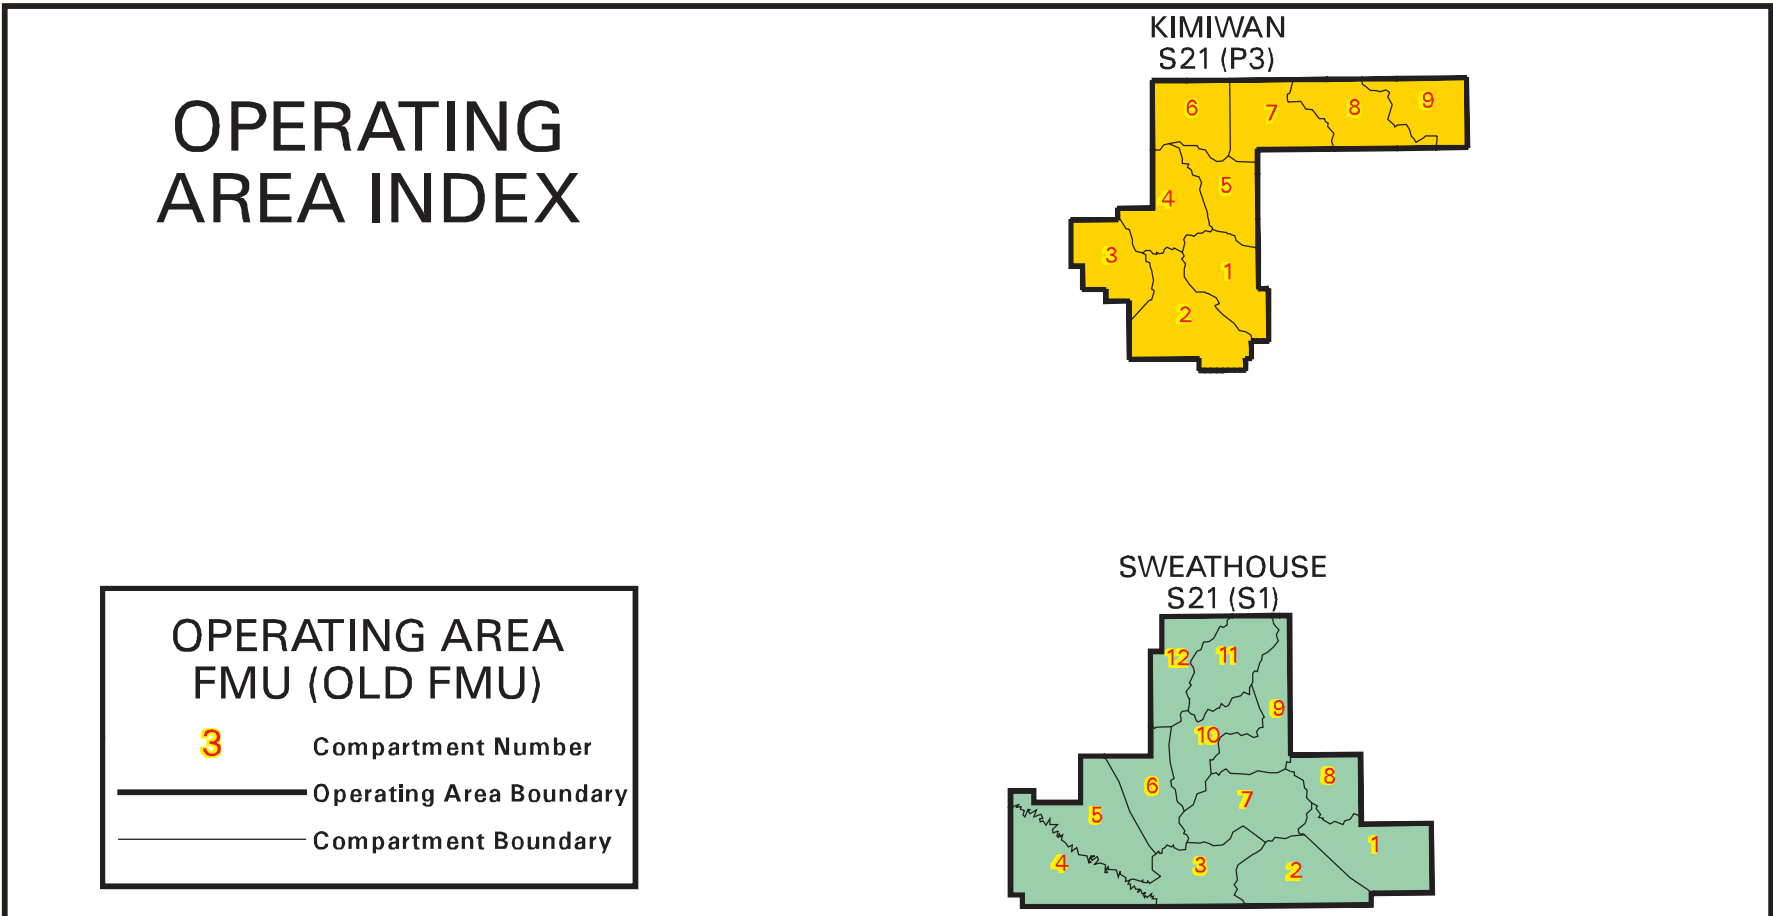 OPERATING
AREA INDEX
KIMIWAN
S21 (P3)
6
7
8
9
4
5
3
1
2
SWEATHOUSE
S21 (S1)
12
11
9
10
8
6
7
5
1
4
3
2
OPERATING AREA
FMU (OLD FMU)
3 Compartment Number
Operating Area Boundary
Compartment Boundary